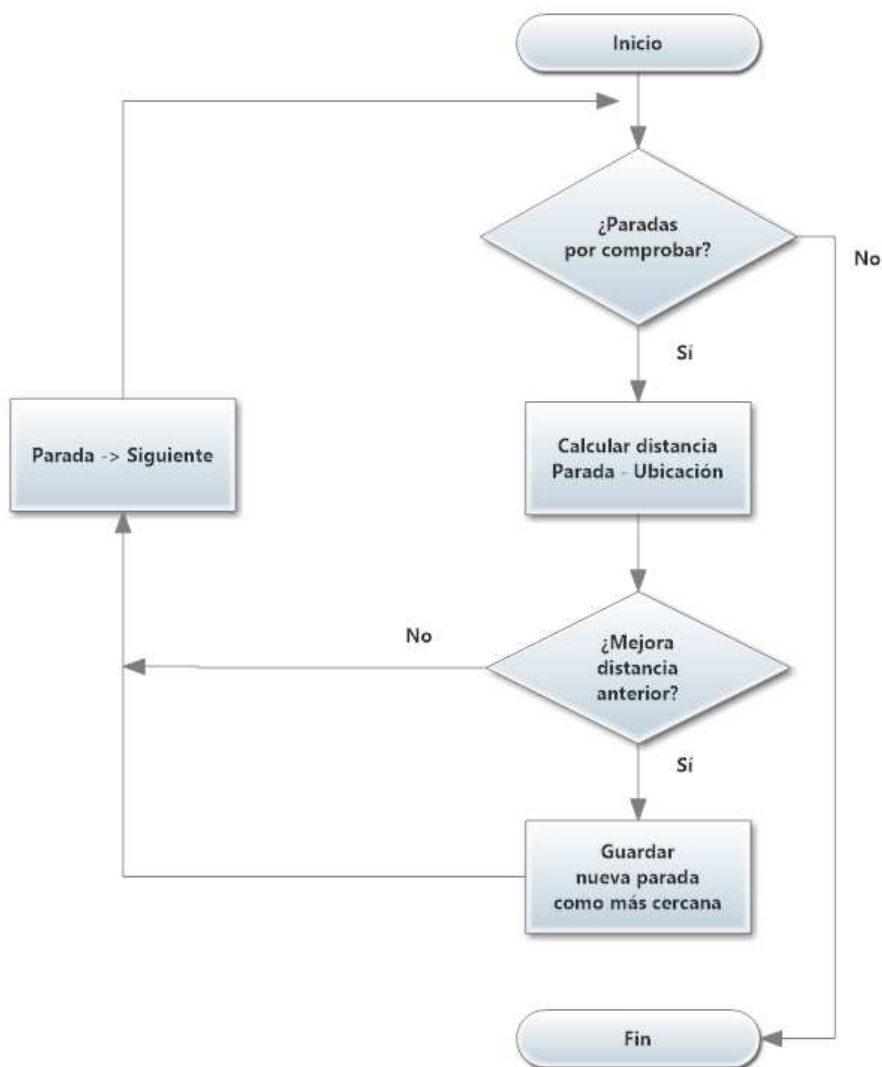 Inicio
¿Paradas
por comprobar?
No
Sí
Parada -> Siguiente
Calcular distancia
Parada - Ubicación
No
¿Mejora
distancia
anterior?
Sí
Guardar
nueva parada
como más cercana
Fin